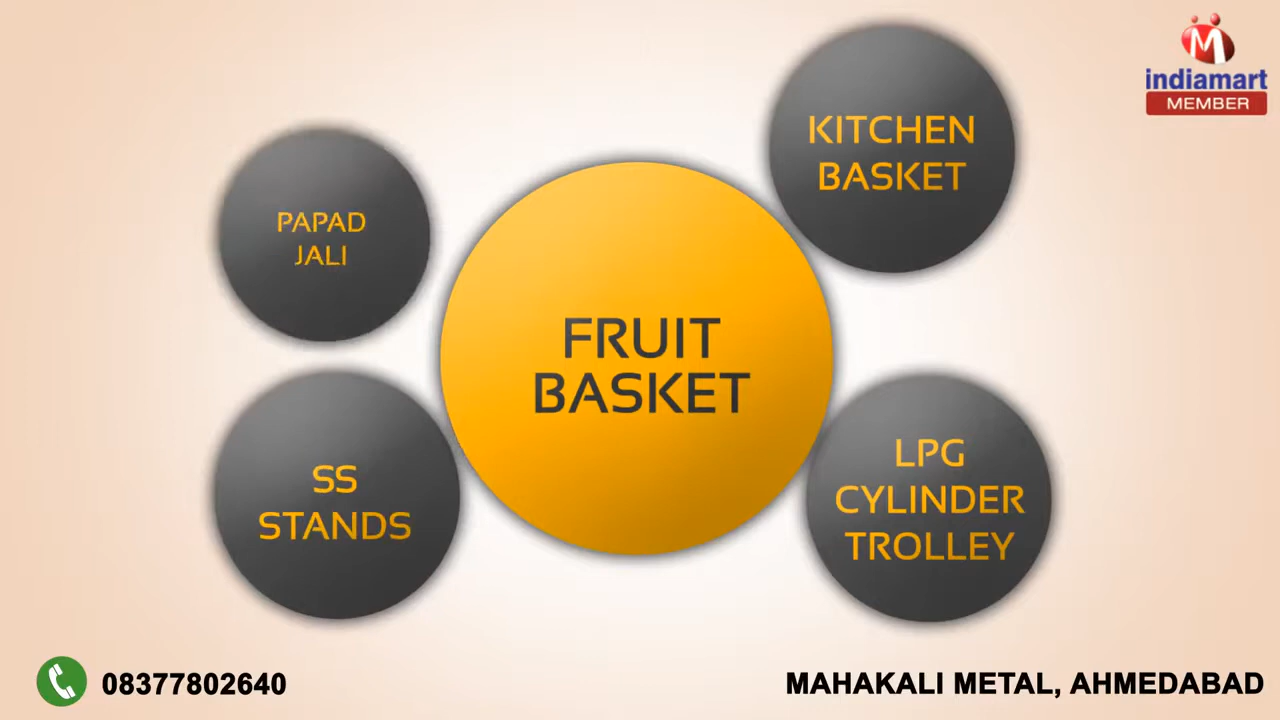 indiamart
MEMBER
KITCHEN
BASKET
PAPAD
JALI
FRUIT
BASKET
SS
STANDS
LPG
CYLINDER
TROLLEY
08377802640
MAHAKALI METAL, AHMEDABAD